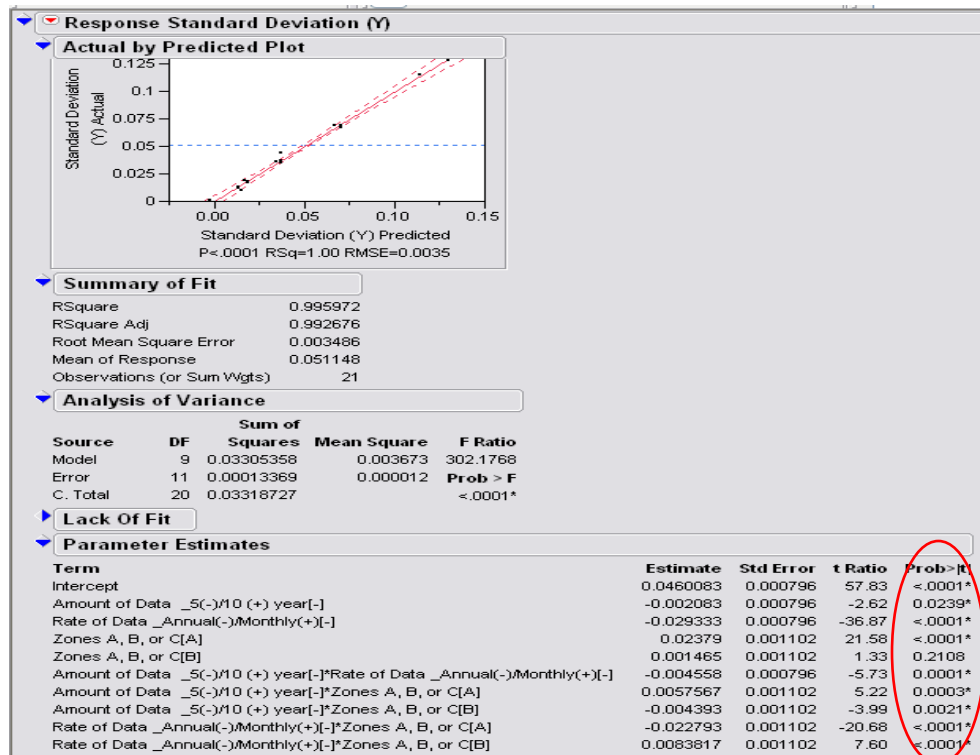 Response Standard Deviation (Y)
Actual by Predicted Plot
Standard Deviation
(Y) Actual
0.125
0.1
0.075
0.05
0.025
0
0.00 0.05 0.10 0.15
Standard Deviation (Y) Predicted
P<.0001 RSq=1.00 RMSE=0.0035
Summary of Fit
RSquare 0.995972
RSquare Adj 0.992676
Root Mean Square Error 0.003486
Mean of Response 0.051148
Observations (or Sum Wgts) 21
Analysis of Variance
Sum of
Source DF Squares Mean Square F Ratio
Model 9 0.03305358 0.003673 302.1768
Error 11 0.00013369 0.000012 Prob > F
C. Total 20 0.03318727 <.0001*
Lack Of Fit
Parameter Estimates
Term Estimate Std Error t Ratio Prob>|t|
Intercept 0.0460083 0.000796 57.83 <.0001*
Amount of Data _5(-)/10 (+) year[-] -0.002083 0.000796 -2.62 0.0239*
Rate of Data _Annual(-)/Monthly(+)[-] -0.029333 0.000796 -36.87 <.0001*
Zones A, B, or C[A] 0.02379 0.001102 21.58 <.0001*
Zones A, B, or C[B] 0.001465 0.001102 1.33 0.2108
Amount of Data _5(-)/10 (+) year[-]*Rate of Data _Annual(-)/Monthly(+)[-] -0.004558 0.000796 -5.73 0.0001*
Amount of Data _5(-)/10 (+) year[-]*Zones A, B, or C[A] 0.0057567 0.001102 5.22 0.0003*
Amount of Data _5(-)/10 (+) year[-]*Zones A, B, or C[B] -0.004393 0.001102 -3.99 0.0021*
Rate of Data _Annual(-)/Monthly(+)[-]*Zones A, B, or C[A] -0.022793 0.001102 -20.68 <.0001*
Rate of Data _Annual(-)/Monthly(+)[-]*Zones A, B, or C[B] 0.0083817 0.001102 7.60 <.0001*